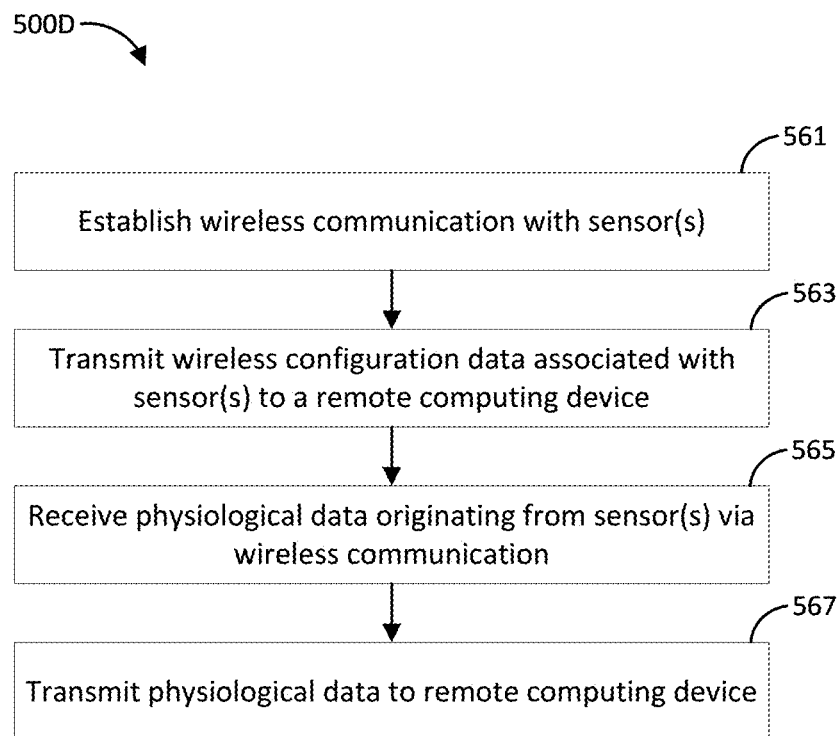 500D
561
Establish wireless communication with sensor(s)
563
Transmit wireless configuration data associated with
sensor(s) to a remote computing device
565
Receive physiological data originating from sensor(s) via
wireless communication
567
Transmit physiological data to remote computing device